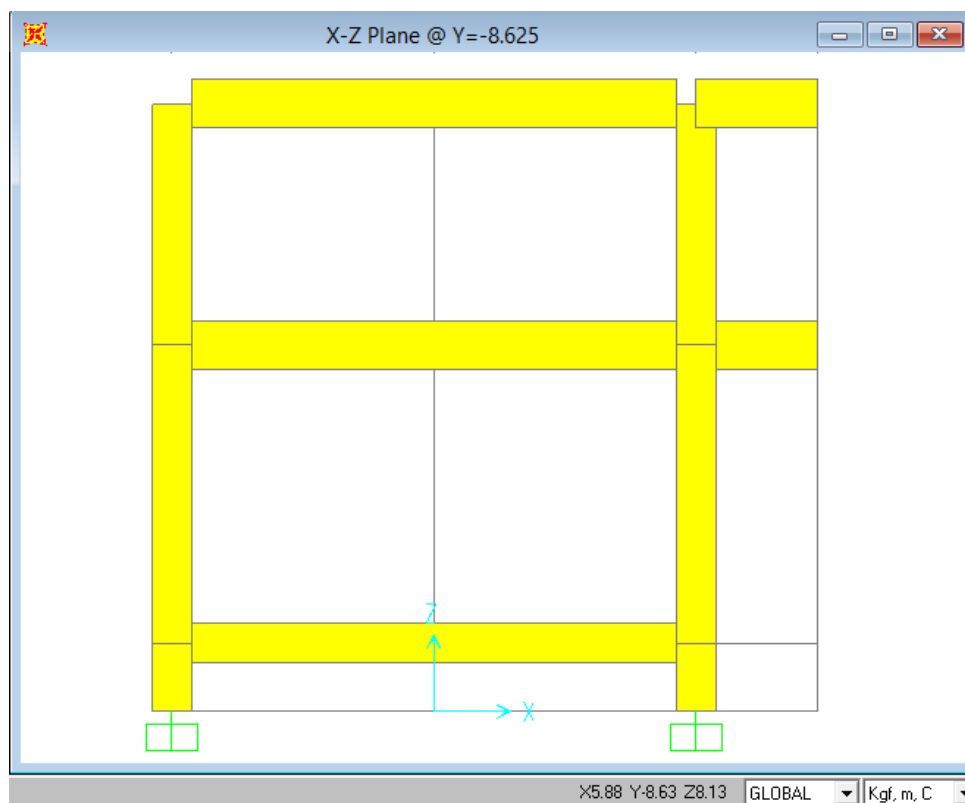 X-Z Plane @ Y=-8.625
Z
X
X5.88 Y-8.63 Z8.13
GLOBAL
Kgf, m, C